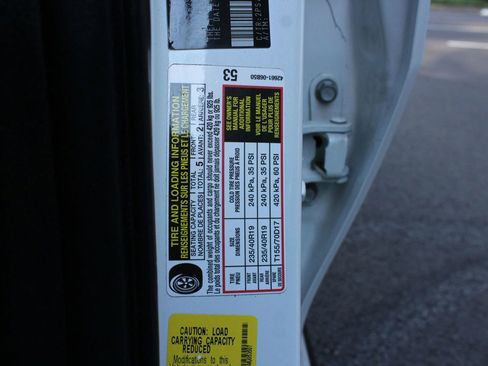 THE DATE
42661-06B50
53
TIRE AND LOADING INFORMATION
RENSEIGNEMENTS SUR LES PNEUS ET LE CHARGEMENT
SEATING CAPACITY TOTAL: 5 FRONT: 2 REAR: 3
NOMBRE DE PLACES TOTAL: 5 AVANT: 2 ARRIÈRE: 3
The combined weight of occupants and cargo should never exceed 420 kg or 925 lbs.
Le poids total des occupants et du chargement ne doit jamais dépasser 420 kg ou 925 lb.
TIRE SIZE COLD TIRE PRESSURE
PNEU DIMENSIONS PRESSION DES PNEUS À FROID
FRONT AVANT 235/40R19 240 kPa, 35 PSI
REAR ARRIÈRE 235/40R19 240 kPa, 35 PSI
SPARE DE SECOURS T155/70D17 420 kPa, 60 PSI
SEE OWNER'S
MANUAL FOR
ADDITIONAL
INFORMATION
VOIR LE MANUEL
DE L'USAGER
POUR PLUS DE
RENSEIGNEMENTS
CAUTION: LOAD
CARRYING CAPACITY
REDUCED
Modifications to this